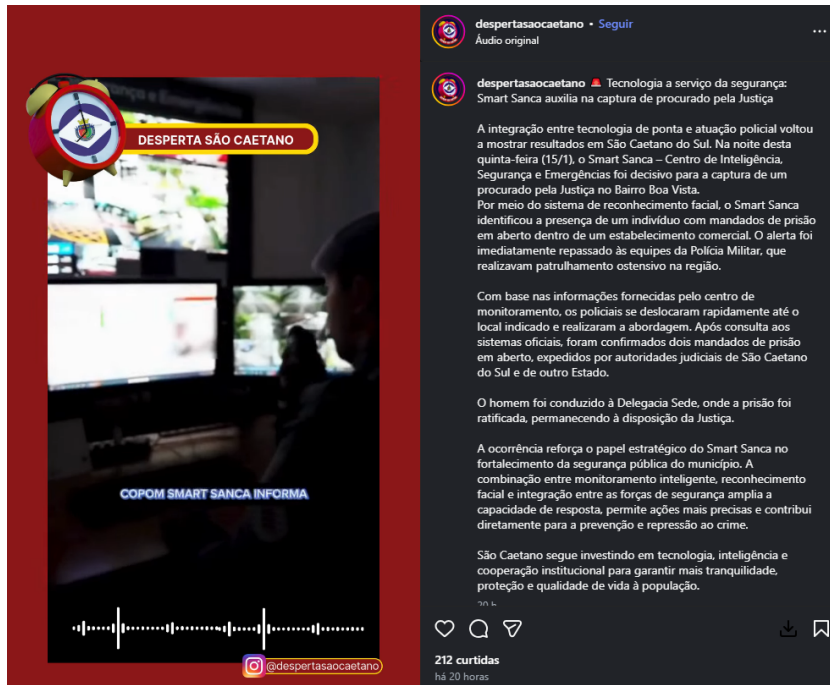 DESPERTA SÃO CAETANO
COPOM SMART SANCA INFORMA
@despertasaocaetano
despertasaocaetano • Seguir
Áudio original
despertasaocaetano 🚨 Tecnologia a serviço da segurança:
Smart Sanca auxilia na captura de procurado pela Justiça
A integração entre tecnologia de ponta e atuação policial voltou
a mostrar resultados em São Caetano do Sul. Na noite desta
quinta-feira (15/1), o Smart Sanca – Centro de Inteligência,
Segurança e Emergências foi decisivo para a captura de um
procurado pela Justiça no Bairro Boa Vista.
Por meio do sistema de reconhecimento facial, o Smart Sanca
identificou a presença de um indivíduo com mandados de prisão
em aberto dentro de um estabelecimento comercial. O alerta foi
imediatamente repassado às equipes da Polícia Militar, que
realizavam patrulhamento ostensivo na região.
Com base nas informações fornecidas pelo centro de
monitoramento, os policiais se deslocaram rapidamente até o
local indicado e realizaram a abordagem. Após consulta aos
sistemas oficiais, foram confirmados dois mandados de prisão
em aberto, expedidos por autoridades judiciais de São Caetano
do Sul e de outro Estado.
O homem foi conduzido à Delegacia Sede, onde a prisão foi
ratificada, permanecendo à disposição da Justiça.
A ocorrência reforça o papel estratégico do Smart Sanca no
fortalecimento da segurança pública do município. A
combinação entre monitoramento inteligente, reconhecimento
facial e integração entre as forças de segurança amplia a
capacidade de resposta, permite ações mais precisas e contribui
diretamente para a prevenção e repressão ao crime.
São Caetano segue investindo em tecnologia, inteligência e
cooperação institucional para garantir mais tranquilidade,
proteção e qualidade de vida à população.
20 h
212 curtidas
há 20 horas